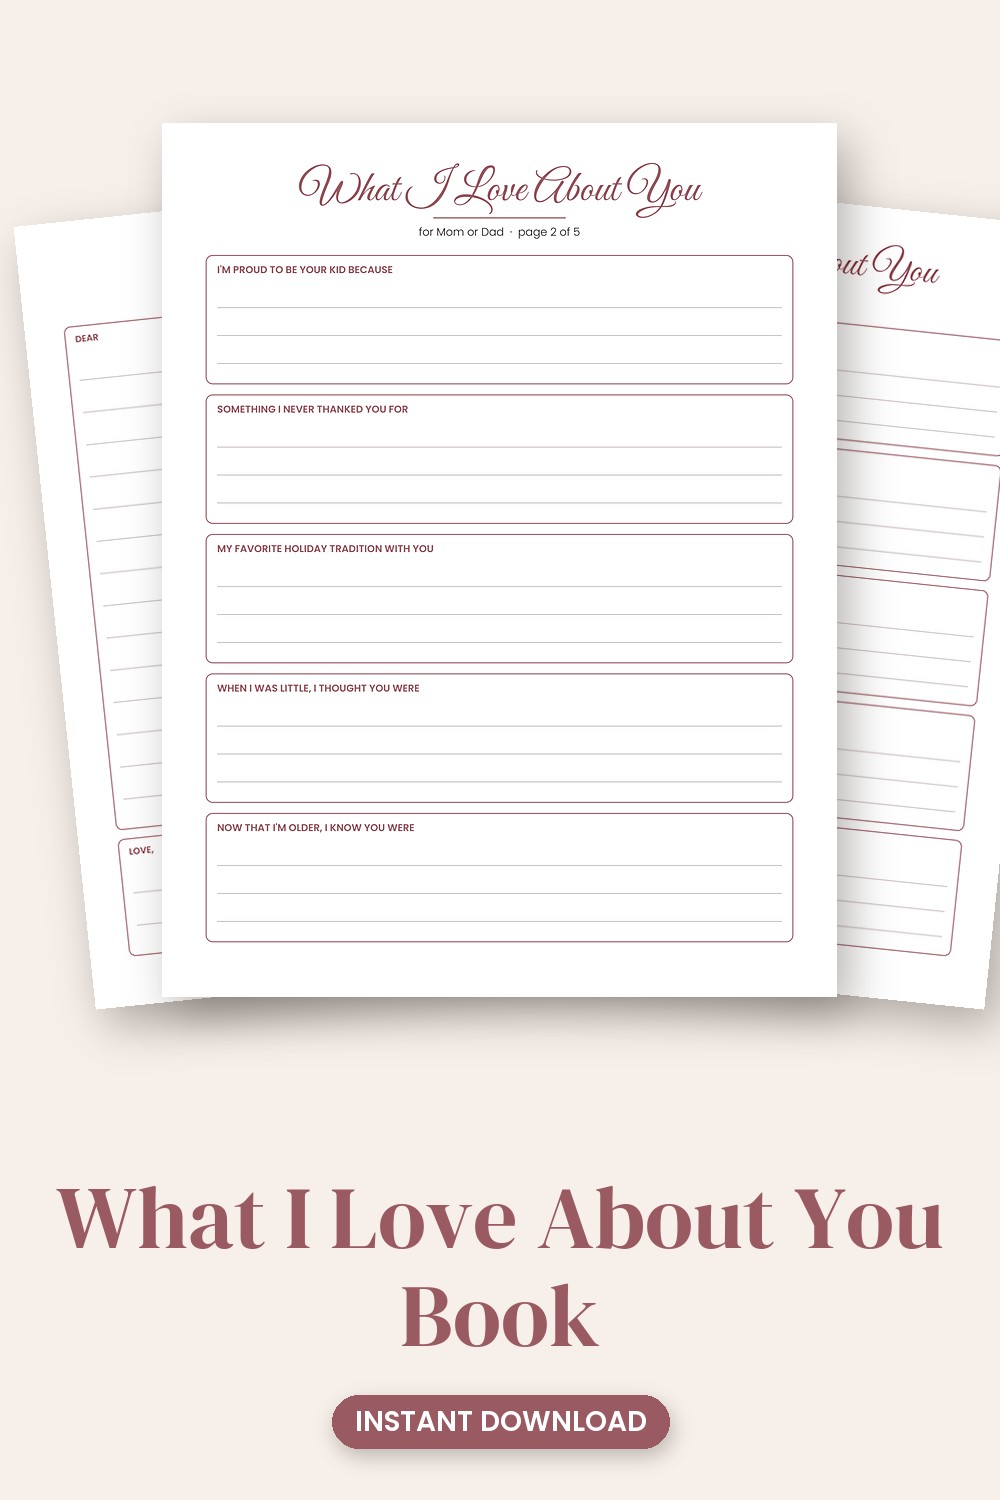 What I Love About You
for Mom or Dad · page 2 of 5
I'M PROUD TO BE YOUR KID BECAUSE
SOMETHING I NEVER THANKED YOU FOR
MY FAVORITE HOLIDAY TRADITION WITH YOU
WHEN I WAS LITTLE, I THOUGHT YOU WERE
NOW THAT I'M OLDER, I KNOW YOU WERE
DEAR
LOVE,
You
What I Love About You
Book
INSTANT DOWNLOAD